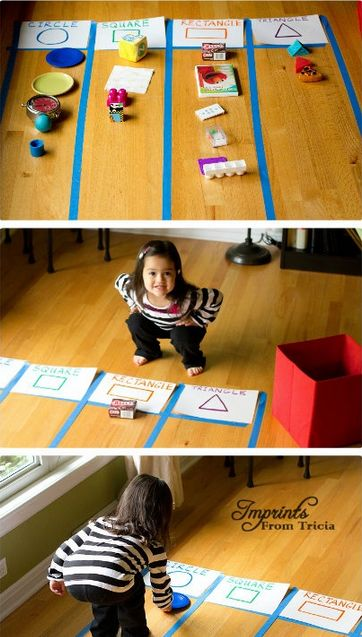 CIRCLE SQUARE RECTANGLE TRIANGLE
SQUARE RECTANGLE TRIANGLE
Imprints
From Tricia
CIRCLE SQUARE RECTANGLE